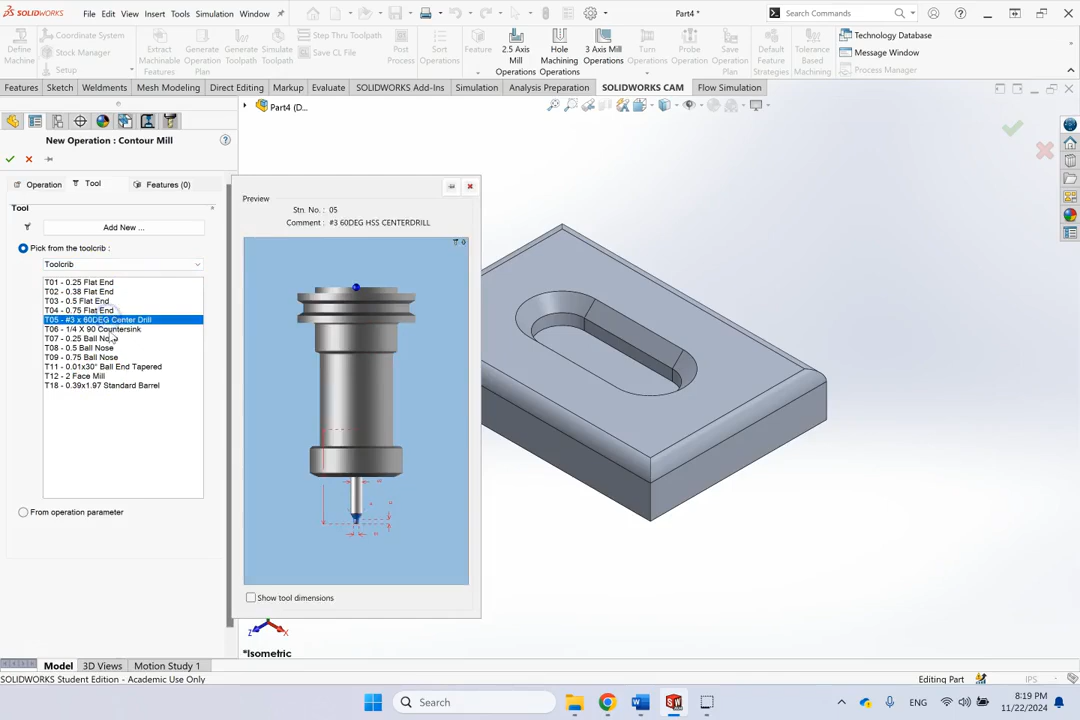 SOLIDWORKS File Edit View Insert Tools Simulation Window Part4 * Search Commands
Define Machine Coordinate System Stock Manager Setup Extract Machinable Features Generate Operation Plan Generate Toolpath Simulate Toolpath Step Thru Toolpath Save CL File Post Process Sort Operations Feature 2.5 Axis Mill Operations Hole Machining Operations 3 Axis Mill Operations Turn Operations Probe Operations Save Operation Plan Default Feature Strategies Tolerance Based Machining Technology Database Message Window Process Manager
Features Sketch Weldments Mesh Modeling Direct Editing Markup Evaluate SOLIDWORKS Add-Ins Simulation Analysis Preparation SOLIDWORKS CAM Flow Simulation
Part4 (D...
New Operation : Contour Mill
Operation Tool Features (0)
Tool
Add New ...
Pick from the toolcrib :
Toolcrib
T01 - 0.25 Flat End
T02 - 0.38 Flat End
T03 - 0.5 Flat End
T04 - 0.75 Flat End
T05 - #3 x 60DEG Center Drill
T06 - 1/4 X 90 Countersink
T07 - 0.25 Ball Nose
T08 - 0.5 Ball Nose
T09 - 0.75 Ball Nose
T11 - 0.01x30° Ball End Tapered
T12 - 2 Face Mill
T18 - 0.39x1.97 Standard Barrel
From operation parameter
Preview
Stn. No. : 05
Comment : #3 60DEG HSS CENTERDRILL
Show tool dimensions
Z X
*Isometric
Model 3D Views Motion Study 1
SOLIDWORKS Student Edition - Academic Use Only Editing Part IPS
Search ENG 8:19 PM
11/22/2024